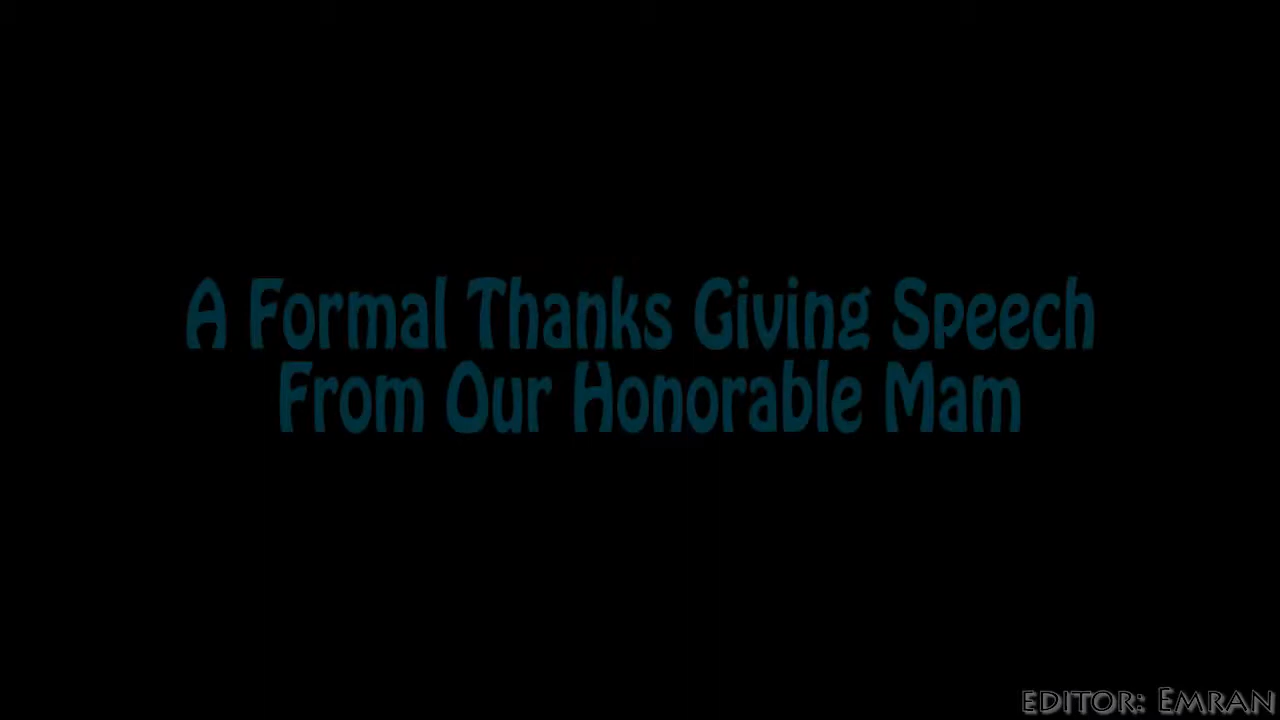 A Formal Thanks Giving Speech
From Our Honorable Mam
EDITOR: EMRAN